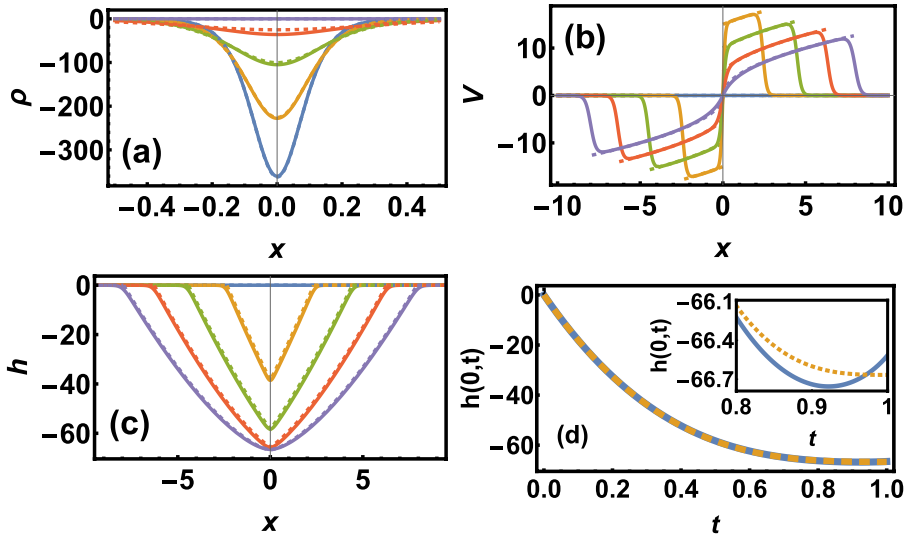 0
−100
−200
−300
ρ
(a)
−0.4 −0.2 0.0 0.2 0.4
x
10
0
−10
V
(b)
−10 −5 0 5 10
x
0
−20
−40
−60
h
(c)
−5 0 5
x
0
−20
−40
−60
h(0,t)
(d)
0.0 0.2 0.4 0.6 0.8 1.0
t
−66.1
−66.4
−66.7
h(0,t)
0.8 0.9 1
t